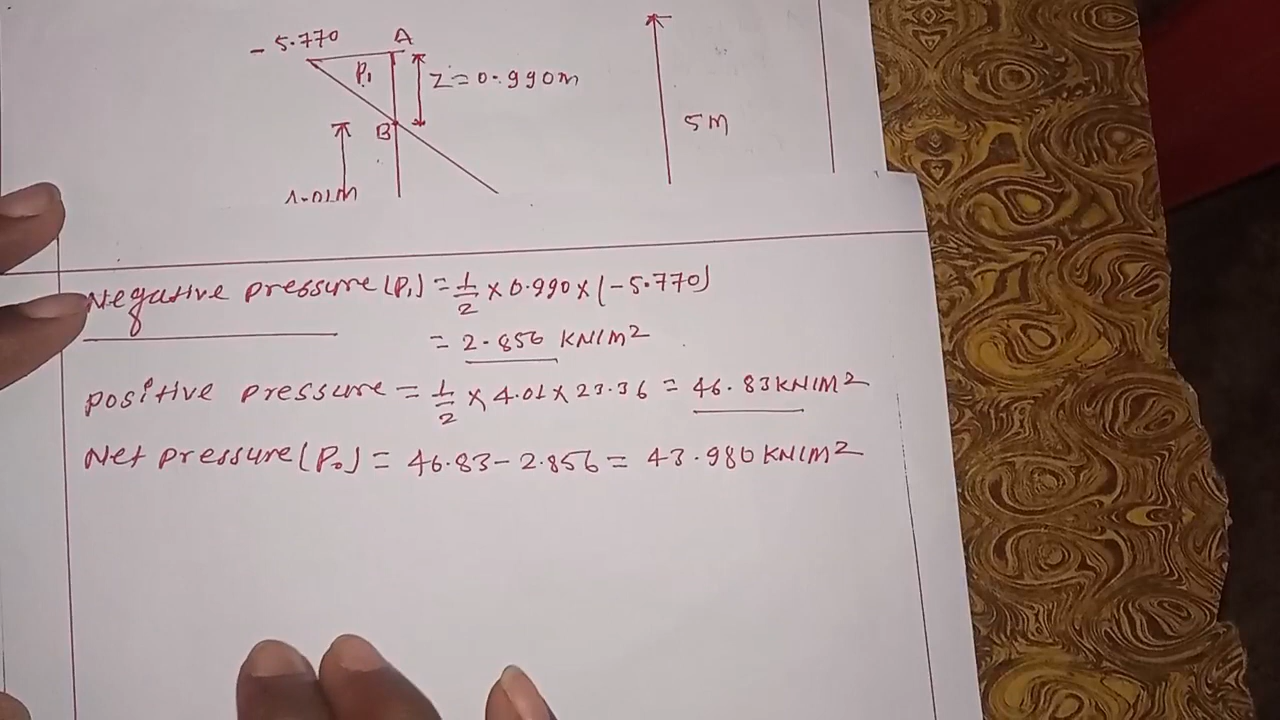 - 5.770 A
P₁ Z = 0.990m
B 5M
1.01M
Negative pressure (P₁) = 1/2 × 0.990 × (-5.770)
= 2.856 KN/M2
positive pressure = 1/2 × 4.01 × 23.36 = 46.83 KN/M2
Net pressure (P₀) = 46.83 - 2.856 = 43.980 KN/M2